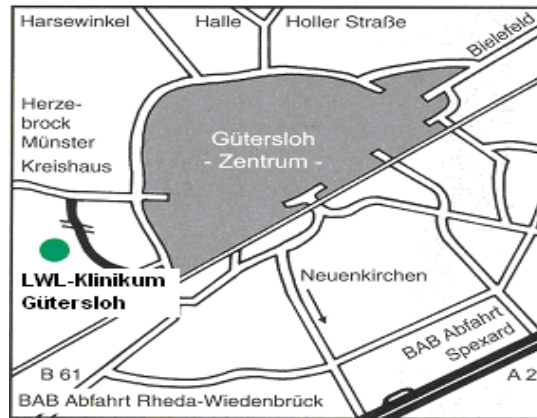 Harsewinkel
Halle
Holler Straße
Bielefeld
Herze-
brock
Münster
Kreishaus
Gütersloh
- Zentrum -
LWL-Klinikum
Gütersloh
Neuenkirchen
BAB Abfahrt
Spexard
B 61
A 2
BAB Abfahrt Rheda-Wiedenbrück